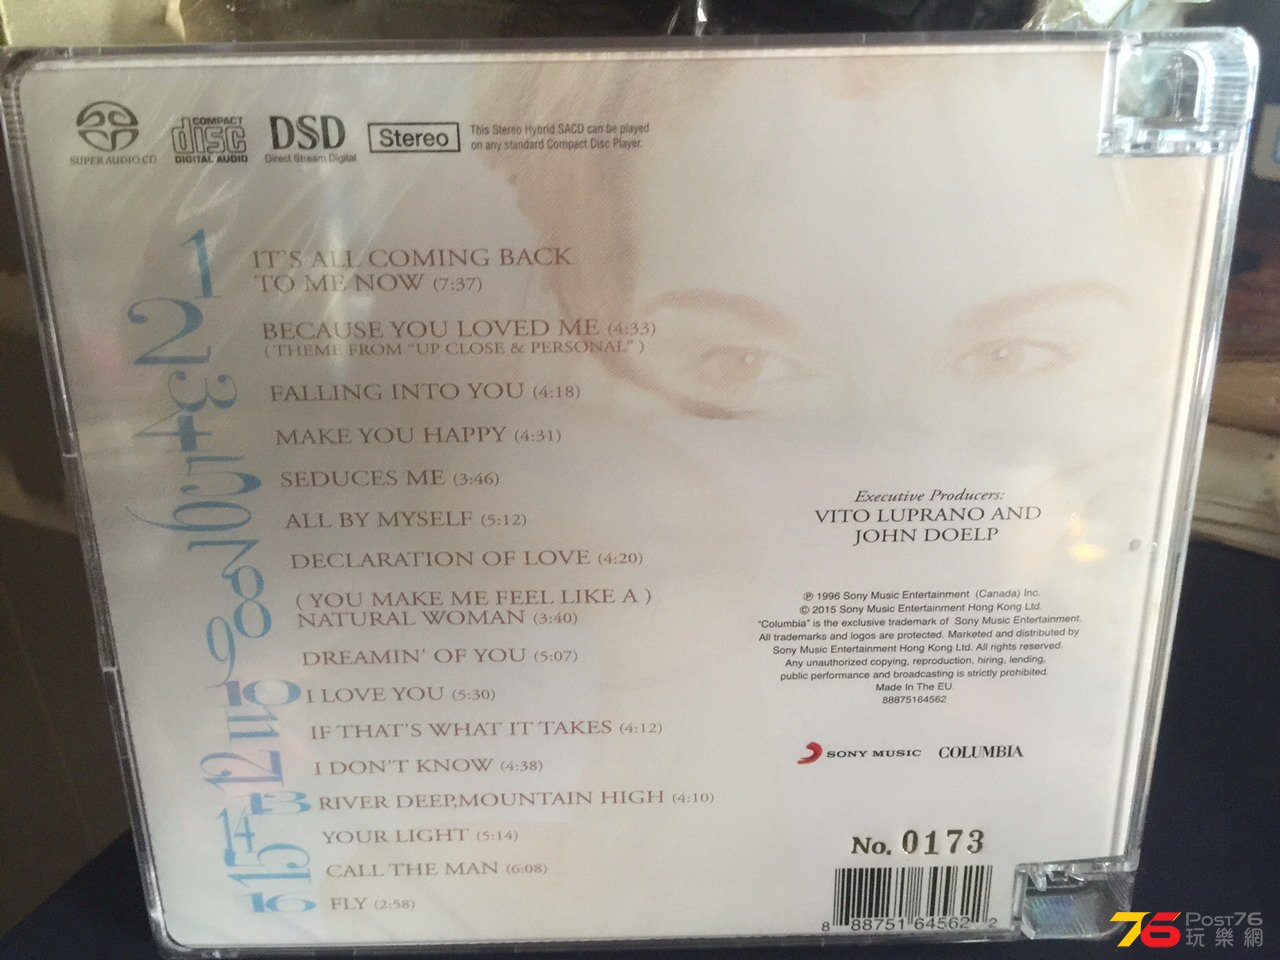 SUPER AUDIO CD
COMPACT
disc
DIGITAL AUDIO
DSD
Direct Stream Digital
Stereo
This Stereo Hybrid SACD can be played
on any standard Compact Disc Player.
1
IT'S ALL COMING BACK
TO ME NOW (7:37)
2
BECAUSE YOU LOVED ME (4:33)
( THEME FROM "UP CLOSE & PERSONAL" )
3
FALLING INTO YOU (4:18)
4
MAKE YOU HAPPY (4:31)
5
SEDUCES ME (3:46)
6
ALL BY MYSELF (5:12)
7
DECLARATION OF LOVE (4:20)
8
( YOU MAKE ME FEEL LIKE A )
NATURAL WOMAN (3:40)
9
DREAMIN' OF YOU (5:07)
10
I LOVE YOU (5:30)
11
IF THAT'S WHAT IT TAKES (4:12)
12
I DON'T KNOW (4:38)
13
RIVER DEEP,MOUNTAIN HIGH (4:10)
14
YOUR LIGHT (5:14)
15
CALL THE MAN (6:08)
16
FLY (2:58)
Executive Producers:
VITO LUPRANO AND
JOHN DOELP
℗ 1996 Sony Music Entertainment (Canada) Inc.
© 2015 Sony Music Entertainment Hong Kong Ltd.
"Columbia" is the exclusive trademark of Sony Music Entertainment.
All trademarks and logos are protected. Marketed and distributed by
Sony Music Entertainment Hong Kong Ltd. All rights reserved.
Any unauthorized copying, reproduction, hiring, lending,
public performance and broadcasting is strictly prohibited.
Made In The EU.
88875164562
SONY MUSIC COLUMBIA
No. 0173
8 88751 64562 2
76 Post76
玩樂網